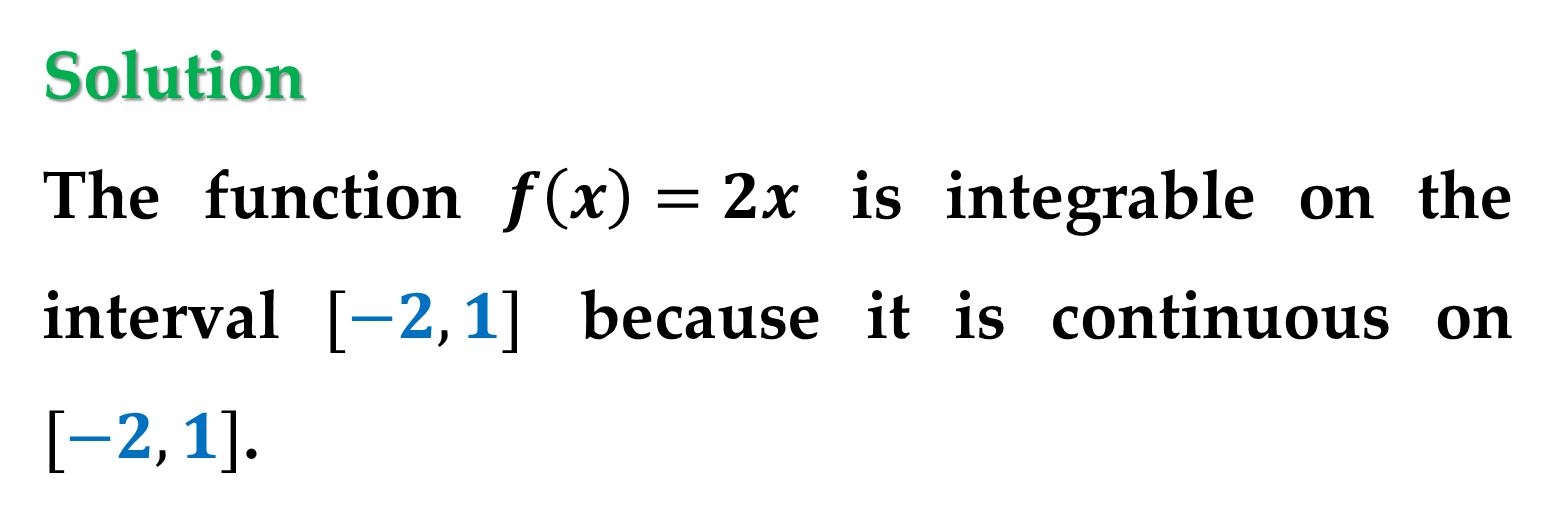 Solution
The function f(x) = 2x is integrable on the
interval [−2, 1] because it is continuous on
[−2, 1].